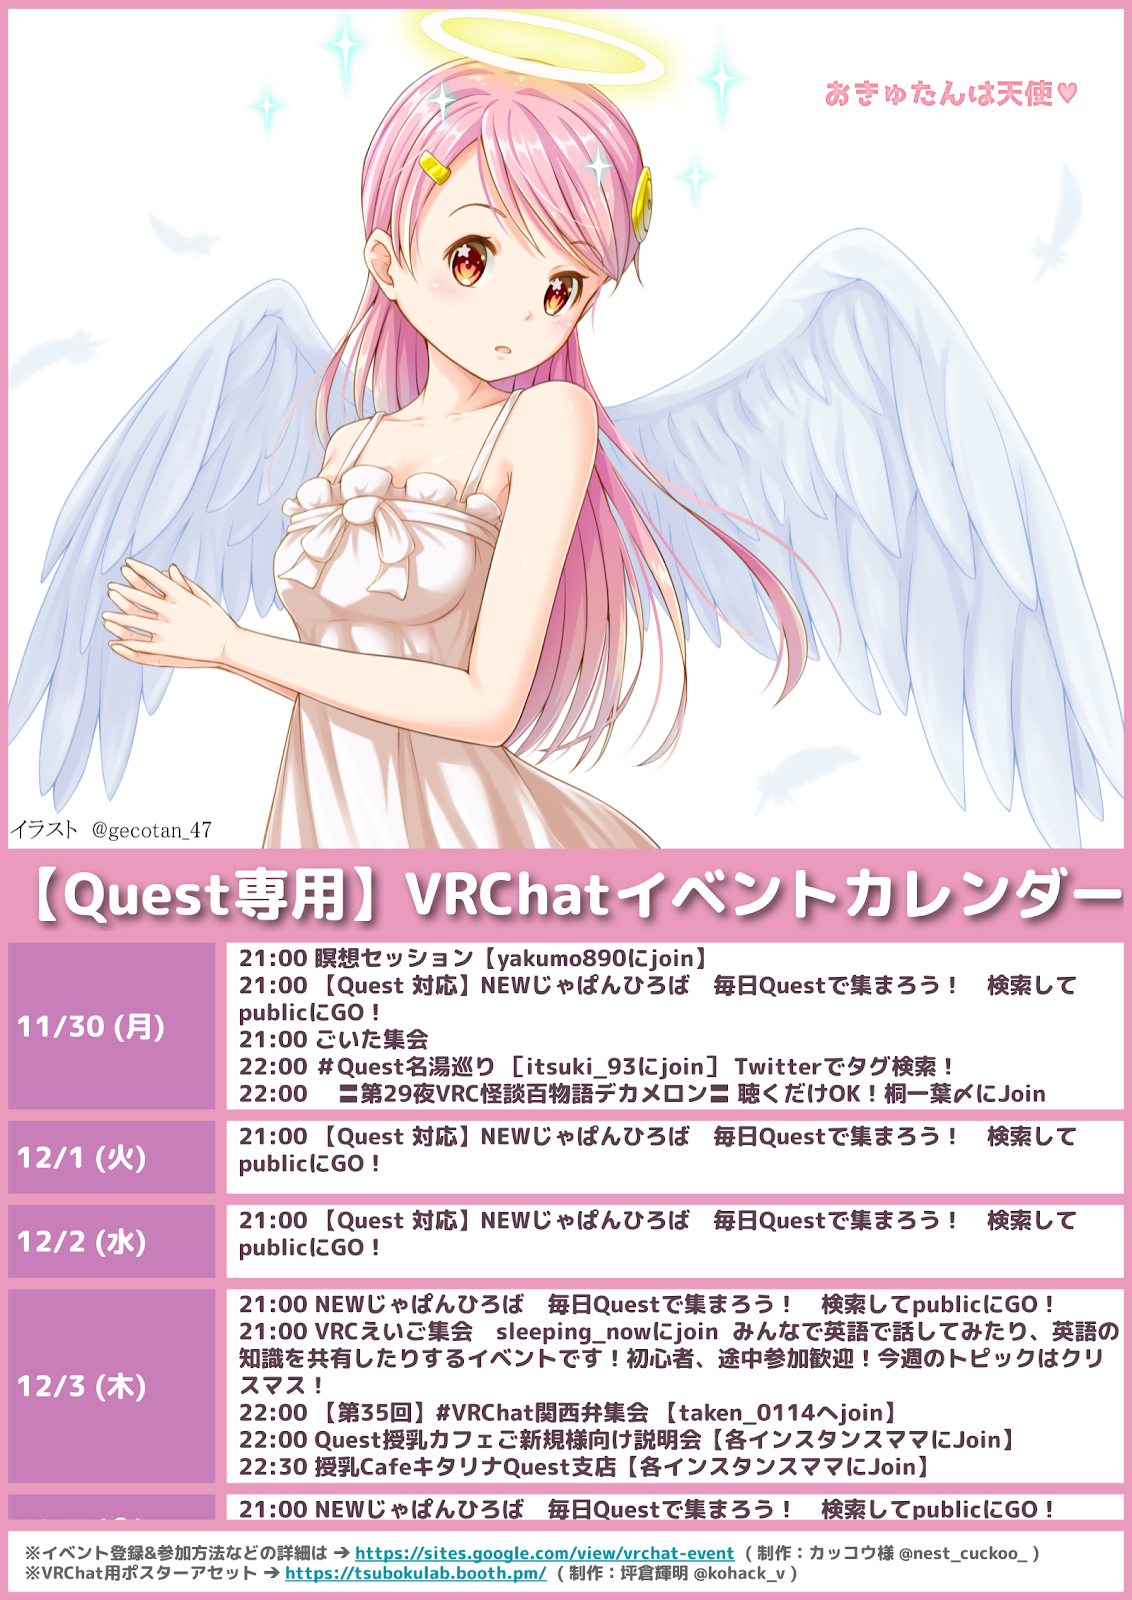 おきゅたんは天使♥
イラスト @gecotan_47
【Quest専用】VRChatイベントカレンダー
11/30 (月)
21:00 瞑想セッション【yakumo890にjoin】
21:00 【Quest 対応】NEWじゃぱんひろば　毎日Questで集まろう！　検索して
publicにGO！
21:00 ごいた集会
22:00 ＃Quest名湯巡り ［itsuki_93にjoin］ Twitterでタグ検索！
22:00 　〓第29夜VRC怪談百物語デカメロン〓 聴くだけOK！桐一葉〆にJoin
12/1 (火)
21:00 【Quest 対応】NEWじゃぱんひろば　毎日Questで集まろう！　検索して
publicにGO！
12/2 (水)
21:00 【Quest 対応】NEWじゃぱんひろば　毎日Questで集まろう！　検索して
publicにGO！
12/3 (木)
21:00 NEWじゃぱんひろば　毎日Questで集まろう！　検索してpublicにGO！
21:00 VRCえいご集会　sleeping_nowにjoin みんなで英語で話してみたり、英語の
知識を共有したりするイベントです！初心者、途中参加歓迎！今週のトピックはクリ
スマス！
22:00 【第35回】#VRChat関西弁集会 【taken_0114へjoin】
22:00 Quest授乳カフェご新規様向け説明会【各インスタンスママにJoin】
22:30 授乳CafeキタリナQuest支店【各インスタンスママにJoin】
21:00 NEWじゃぱんひろば　毎日Questで集まろう！　検索してpublicにGO！
※イベント登録&参加方法などの詳細は ➔ https://sites.google.com/view/vrchat-event （ 制作：カッコウ様 @nest_cuckoo_ ）
※VRChat用ポスターアセット ➔ https://tsubokulab.booth.pm/ （ 制作：坪倉輝明 @kohack_v ）